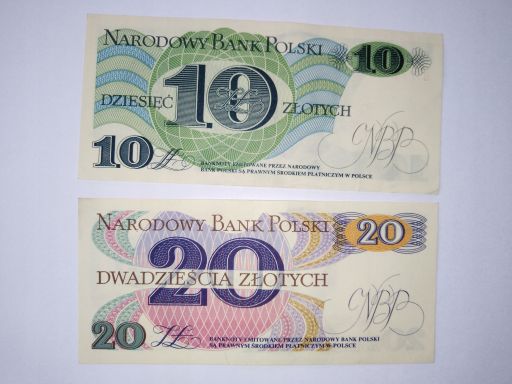 NARODOWY BANK POLSKI
10
10
DZIESIĘĆ ZŁOTYCH
10
NBP
BANKNOTY EMITOWANE PRZEZ NARODOWY
BANK POLSKI SĄ PRAWNYM ŚRODKIEM PŁATNICZYM W POLSCE
NARODOWY BANK POLSKI
20
20
DWADZIEŚCIA ZŁOTYCH
NBP
20
BANKNOTY EMITOWANE PRZEZ NARODOWY BANK POLSKI
SĄ PRAWNYM ŚRODKIEM PŁATNICZYM W POLSCE